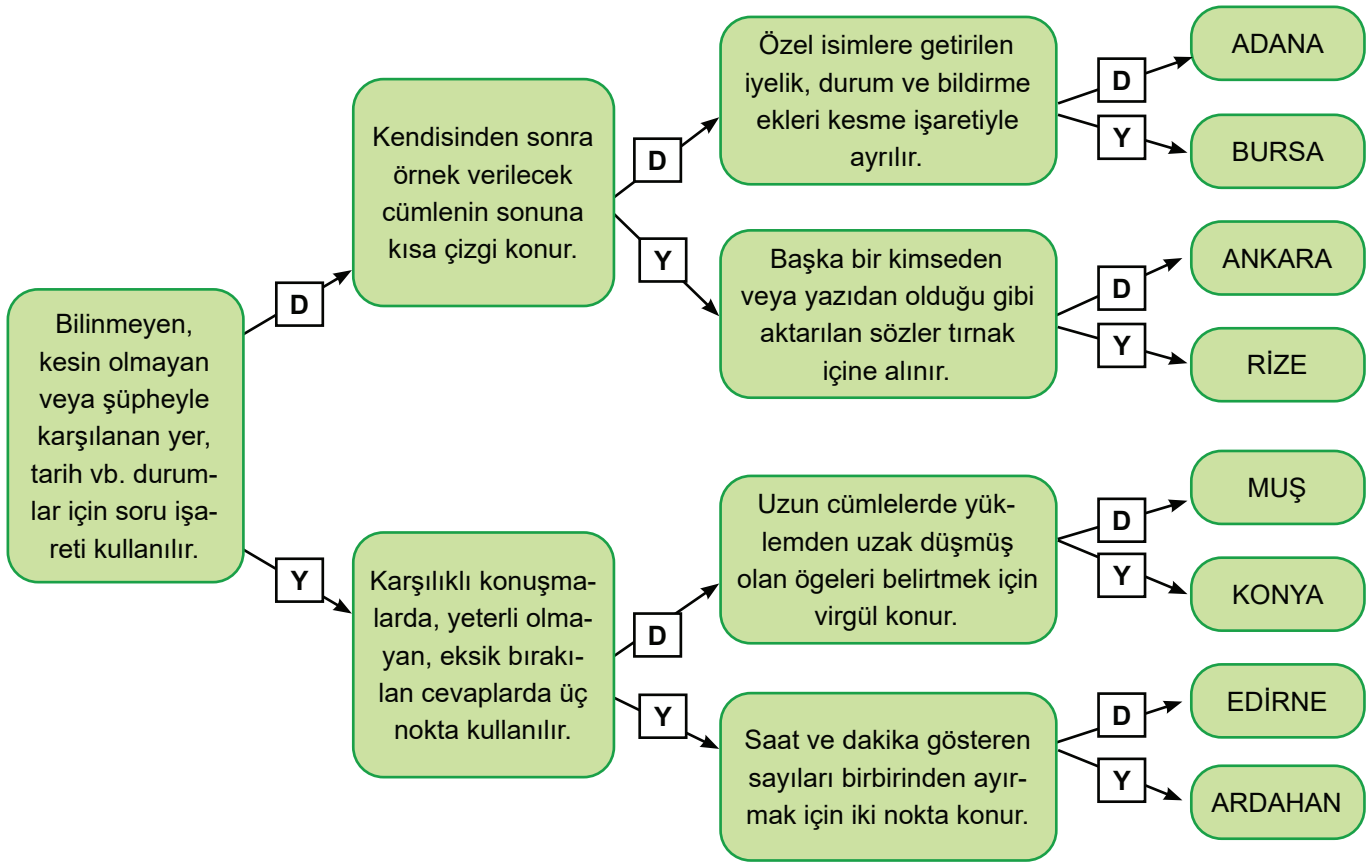 Bilinmeyen,
kesin olmayan
veya şüpheyle
karşılanan yer,
tarih vb. durum-
lar için soru işa-
reti kullanılır.
D
Y
Kendisinden sonra
örnek verilecek
cümlenin sonuna
kısa çizgi konur.
D
Y
Karşılıklı konuşma-
larda, yeterli olma-
yan, eksik bırakı-
lan cevaplarda üç
nokta kullanılır.
D
Y
Özel isimlere getirilen
iyelik, durum ve bildirme
ekleri kesme işaretiyle
ayrılır.
D
Y
Başka bir kimseden
veya yazıdan olduğu gibi
aktarılan sözler tırnak
içine alınır.
D
Y
Uzun cümlelerde yük-
lemden uzak düşmüş
olan ögeleri belirtmek için
virgül konur.
D
Y
Saat ve dakika gösteren
sayıları birbirinden ayır-
mak için iki nokta konur.
D
Y
ADANA
BURSA
ANKARA
RİZE
MUŞ
KONYA
EDİRNE
ARDAHAN